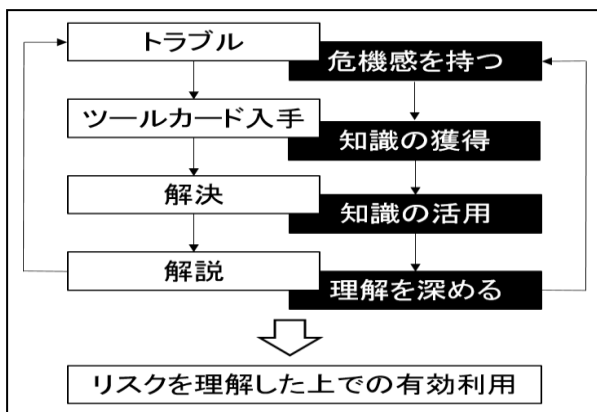 トラブル
危機感を持つ
ツールカード入手
知識の獲得
解決
知識の活用
解説
理解を深める
リスクを理解した上での有効利用